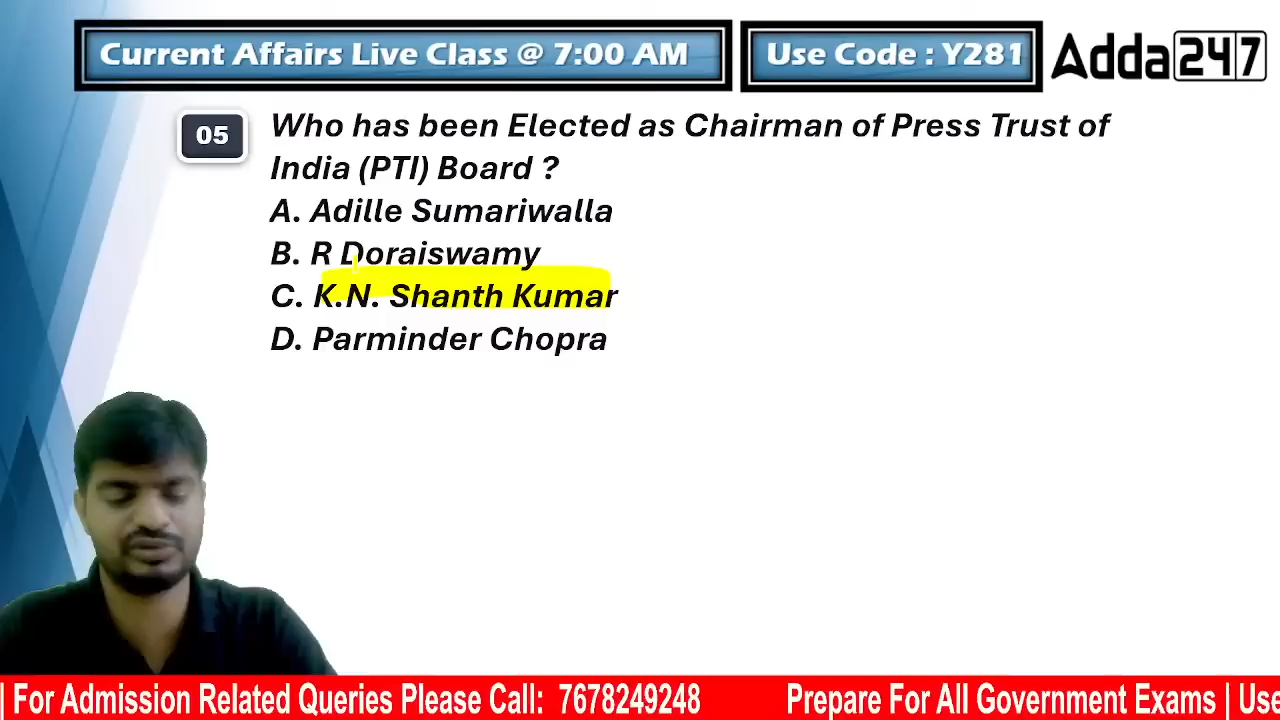 Current Affairs Live Class @ 7:00 AM
Use Code : Y281
Adda247
05
Who has been Elected as Chairman of Press Trust of
India (PTI) Board ?
A. Adille Sumariwalla
B. R Doraiswamy
C. K.N. Shanth Kumar
D. Parminder Chopra
| For Admission Related Queries Please Call: 7678249248
Prepare For All Government Exams | Use